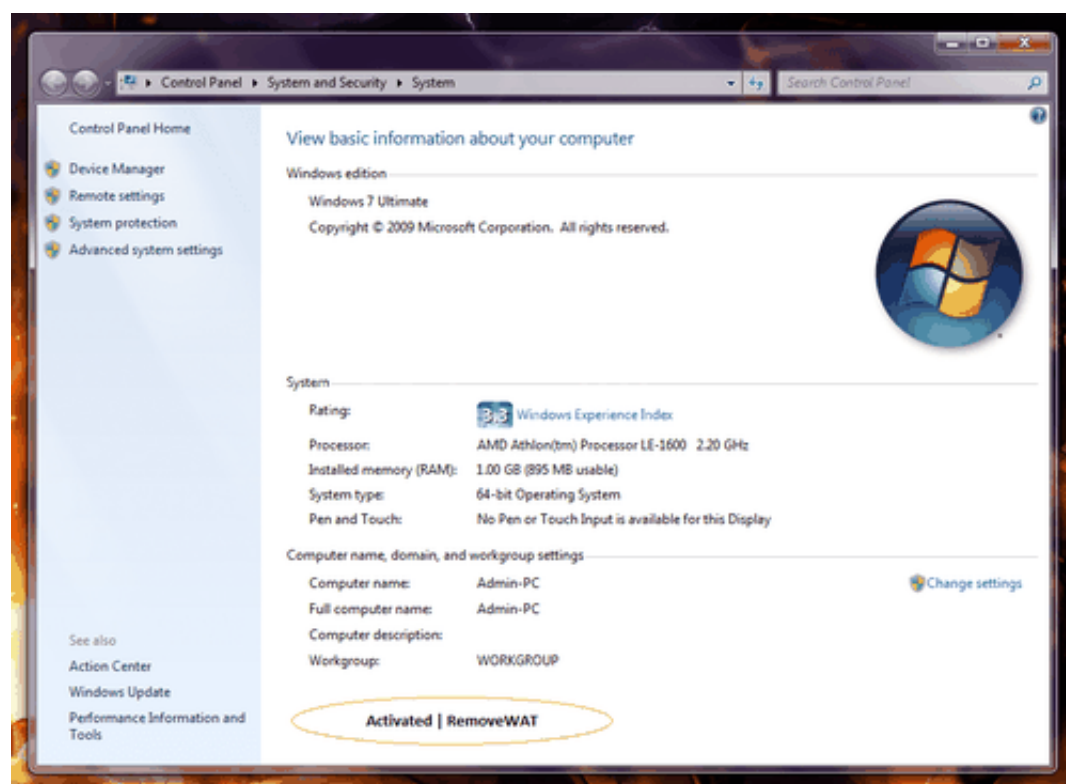 Control Panel ▸ System and Security ▸ System
Search Control Panel
Control Panel Home
Device Manager
Remote settings
System protection
Advanced system settings
See also
Action Center
Windows Update
Performance Information and
Tools
View basic information about your computer
Windows edition
Windows 7 Ultimate
Copyright © 2009 Microsoft Corporation. All rights reserved.
System
Rating: 3.3 Windows Experience Index
Processor: AMD Athlon(tm) Processor LE-1600 2.20 GHz
Installed memory (RAM): 1.00 GB (895 MB usable)
System type: 64-bit Operating System
Pen and Touch: No Pen or Touch Input is available for this Display
Computer name, domain, and workgroup settings
Computer name: Admin-PC
Change settings
Full computer name: Admin-PC
Computer description:
Workgroup: WORKGROUP
Activated | RemoveWAT